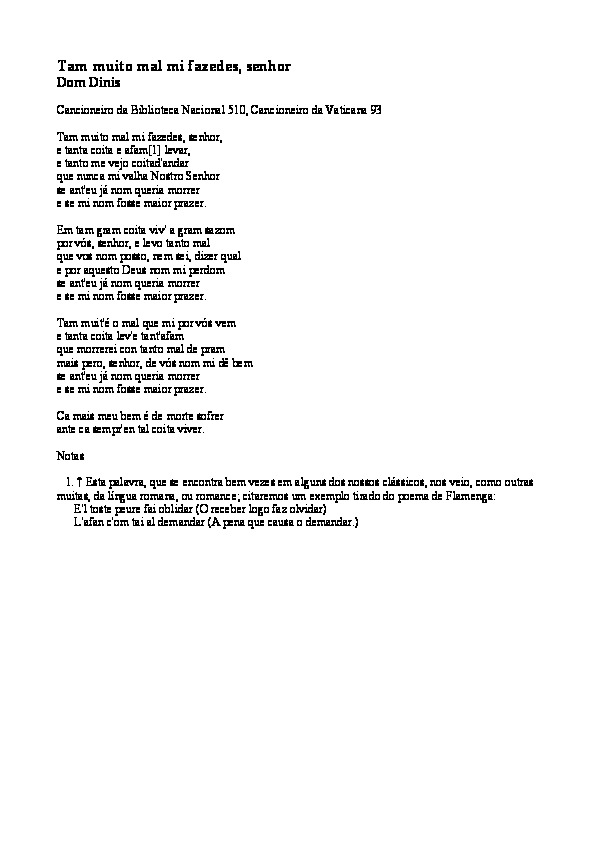 Tam muito mal mi fazedes, senhor
Dom Dinis
Cancioneiro da Biblioteca Nacional 510, Cancioneiro da Vaticana 93
Tam muito mal mi fazedes, senhor,
e tanta coita e afam[1] levar,
e tanto me vejo coitad'andar
que nunca mi valha Nostro Senhor
se ant'eu já nom queria morrer
e se mi nom fosse maior prazer.
Em tam gram coita viv' a gram sazom
por vós, senhor, e levo tanto mal
que vos nom posso, nem sei, dizer qual
e por aquesto Deus nom mi perdom
se ant'eu já nom queria morrer
e se mi nom fosse maior prazer.
Tam muit'é o mal que mi por vós vem
e tanta coita lev'e tant'afam
que morrerei con tanto mal de pram
mais pero, senhor, de vós nom mi dê bem
se ant'eu já nom queria morrer
e se mi nom fosse maior prazer.
Ca mais meu bem é de morte sofrer
ante ca sempr'en tal coita viver.
Notas
1. ↑ Esta palavra, que se encontra bem vezes em alguns dos nossos clássicos, nos veio, como outras
muitas, da língua romana, ou romance; citaremos um exemplo tirado do poema de Flamenga:
E'l toste peure fai oblidar (O receber logo faz olvidar)
L'afan c'om tai al demandar (A pena que causa o demandar.)